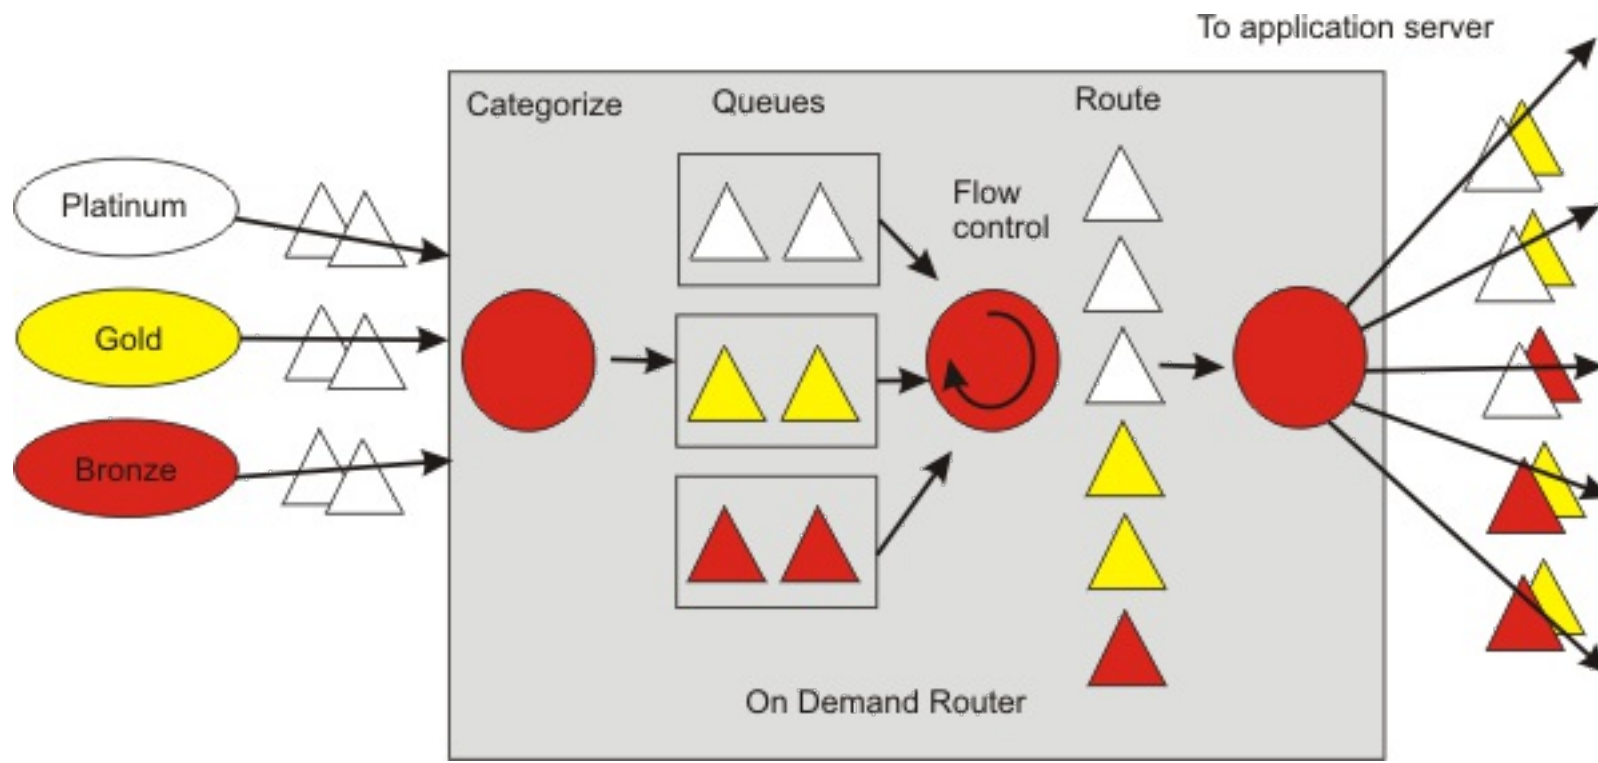 To application server
Categorize
Queues
Route
Platinum
Flow
control
Gold
Bronze
On Demand Router